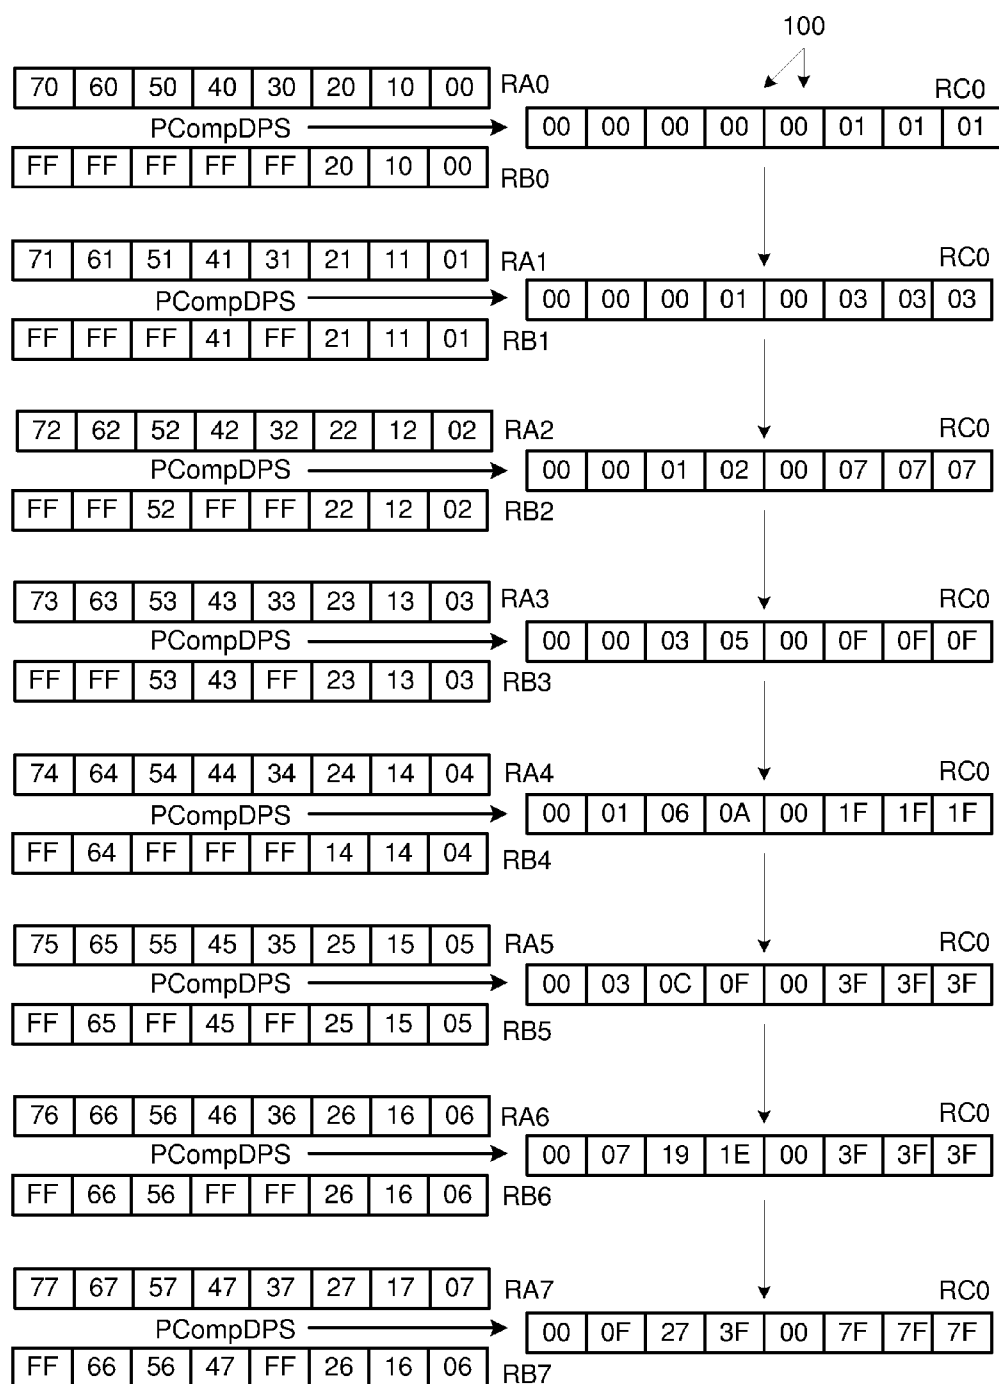 100
70 60 50 40 30 20 10 00 RA0 RC0
PCompDPS 00 00 00 00 00 01 01 01
FF FF FF FF FF 20 10 00 RB0
71 61 51 41 31 21 11 01 RA1 RC0
PCompDPS 00 00 00 01 00 03 03 03
FF FF FF 41 FF 21 11 01 RB1
72 62 52 42 32 22 12 02 RA2 RC0
PCompDPS 00 00 01 02 00 07 07 07
FF FF 52 FF FF 22 12 02 RB2
73 63 53 43 33 23 13 03 RA3 RC0
PCompDPS 00 00 03 05 00 0F 0F 0F
FF FF 53 43 FF 23 13 03 RB3
74 64 54 44 34 24 14 04 RA4 RC0
PCompDPS 00 01 06 0A 00 1F 1F 1F
FF 64 FF FF FF 14 14 04 RB4
75 65 55 45 35 25 15 05 RA5 RC0
PCompDPS 00 03 0C 0F 00 3F 3F 3F
FF 65 FF 45 FF 25 15 05 RB5
76 66 56 46 36 26 16 06 RA6 RC0
PCompDPS 00 07 19 1E 00 3F 3F 3F
FF 66 56 FF FF 26 16 06 RB6
77 67 57 47 37 27 17 07 RA7 RC0
PCompDPS 00 0F 27 3F 00 7F 7F 7F
FF 66 56 47 FF 26 16 06 RB7